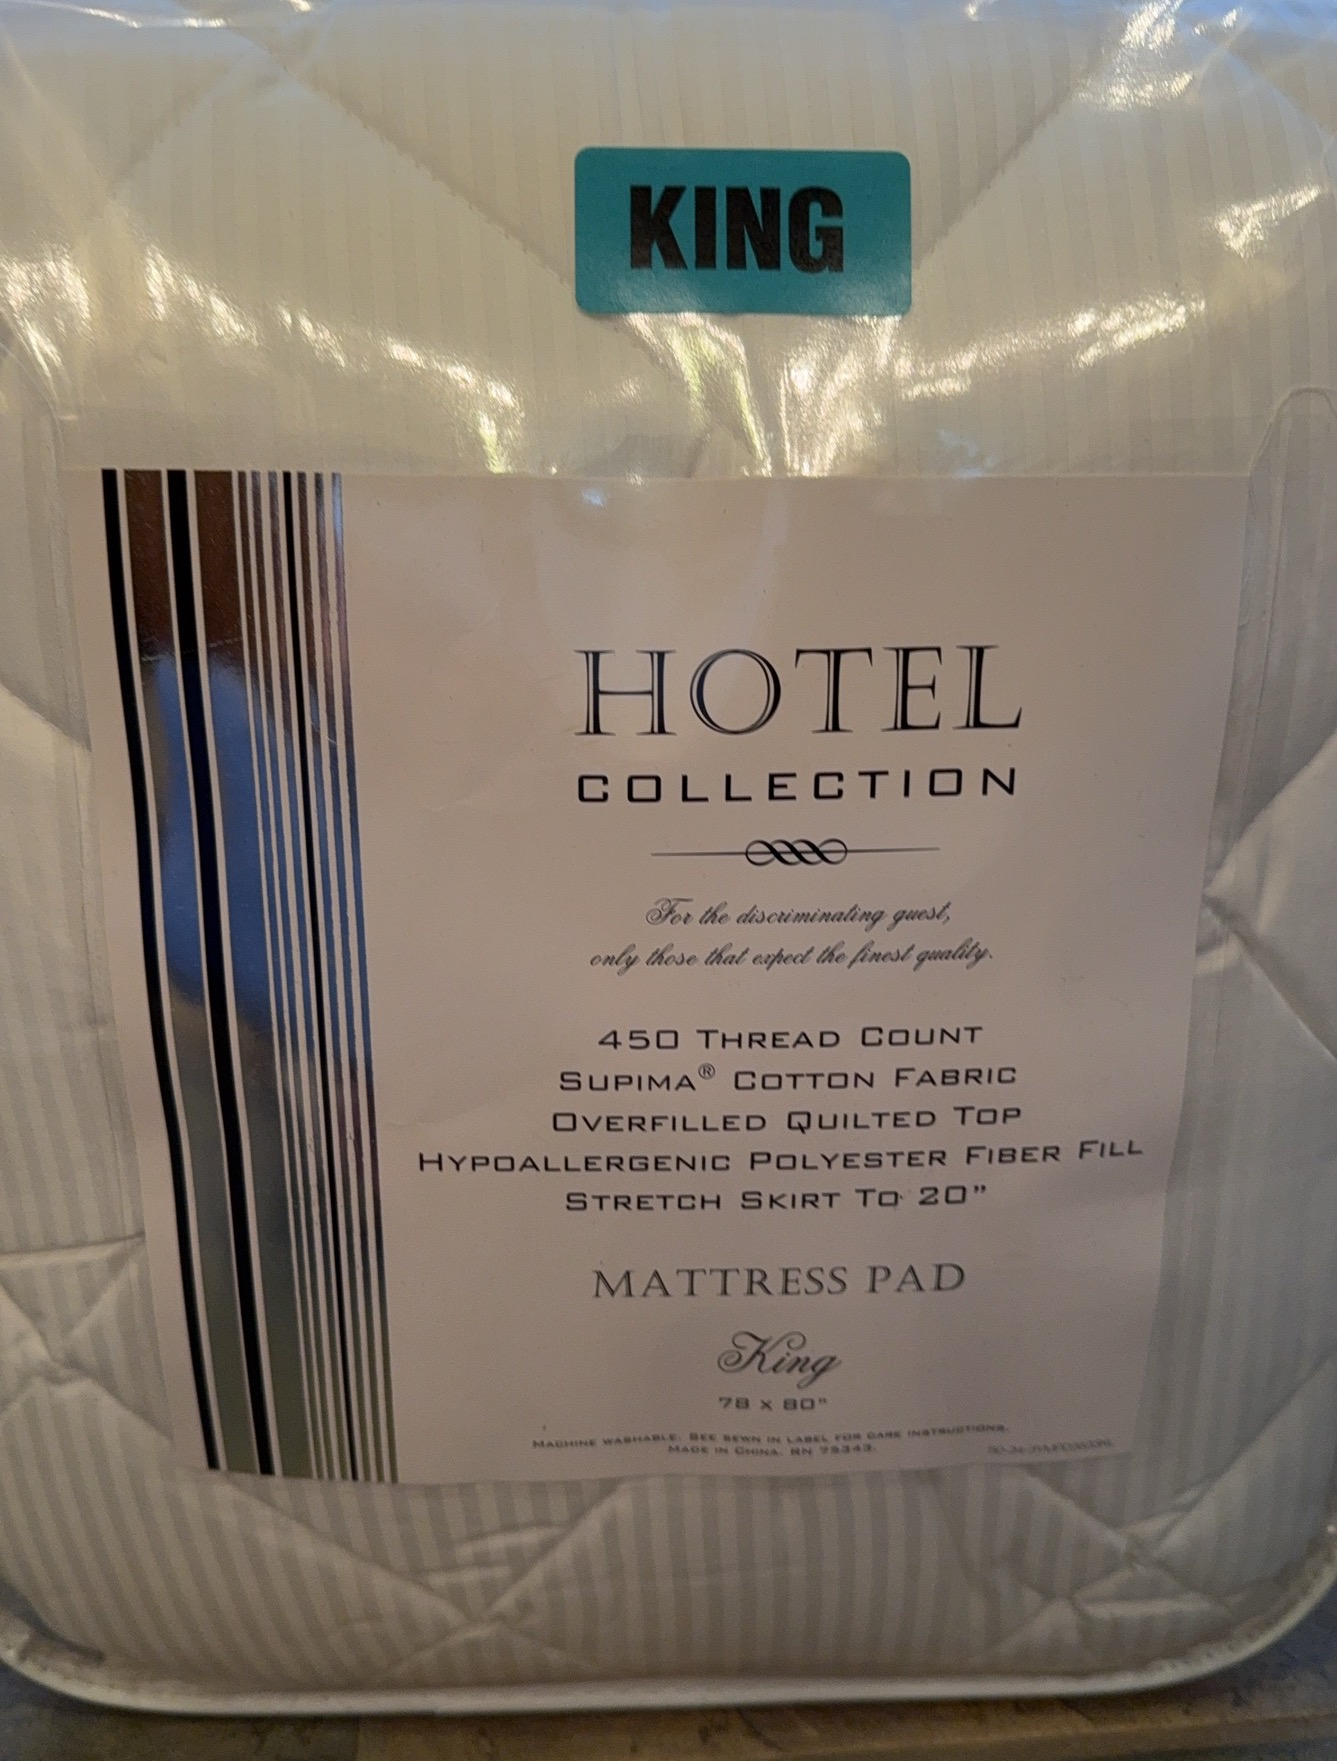 KING
HOTEL
COLLECTION
For the discriminating guest,
only those that expect the finest quality.
450 THREAD COUNT
SUPIMA® COTTON FABRIC
OVERFILLED QUILTED TOP
HYPOALLERGENIC POLYESTER FIBER FILL
STRETCH SKIRT TO 20"
MATTRESS PAD
King
78 x 80"
MACHINE WASHABLE. SEE SEWN IN LABEL FOR CARE INSTRUCTIONS.
MADE IN CHINA. RN 75343.